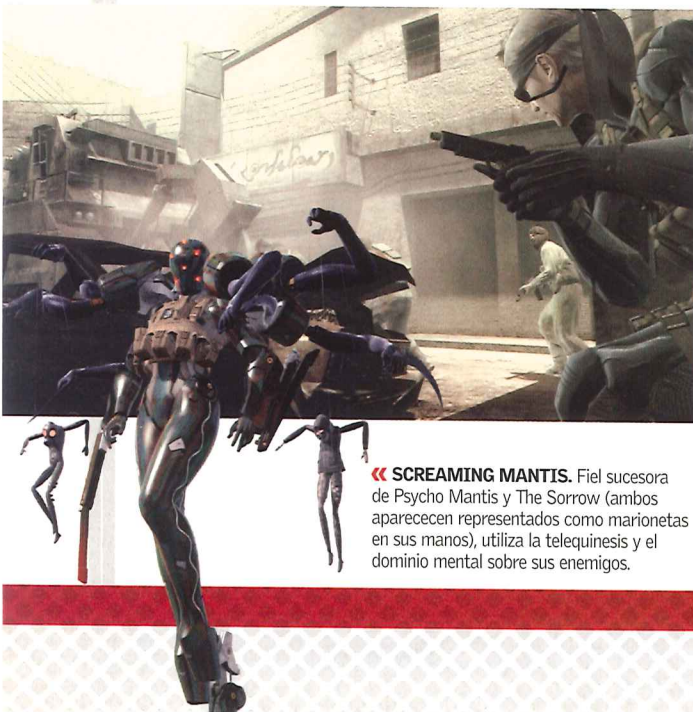 « SCREAMING MANTIS. Fiel sucesora
de Psycho Mantis y The Sorrow (ambos
aparececen representados como marionetas
en sus manos), utiliza la telequinesis y el
dominio mental sobre sus enemigos.